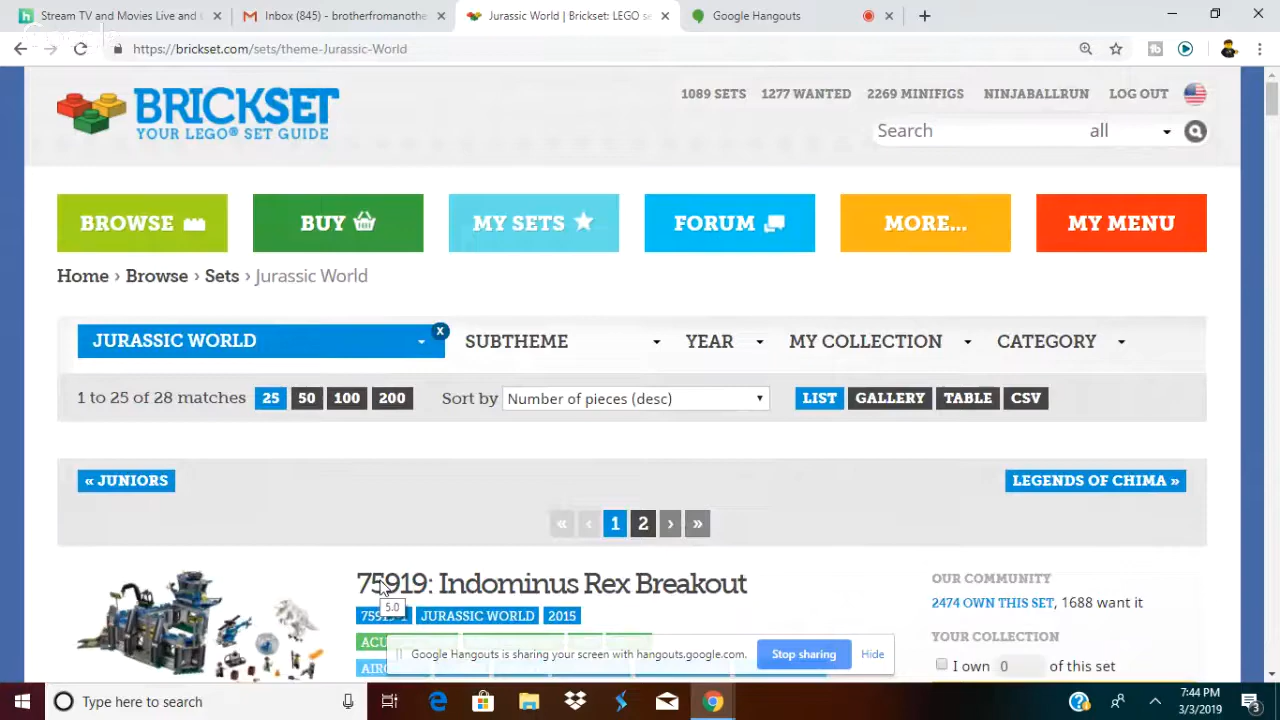 STREAM TV and Movies Live and
Inbox (845) - brotherfromanothe
Jurassic World | Brickset: LEGO se
Google Hangouts
https://brickset.com/sets/theme-Jurassic-World
BRICKSET
YOUR LEGO® SET GUIDE
1089 SETS 1277 WANTED 2269 MINIFIGS NINJABALLRUN LOG OUT
Search all
BROWSE BUY MY SETS FORUM MORE... MY MENU
Home › Browse › Sets › Jurassic World
JURASSIC WORLD x SUBTHEME YEAR MY COLLECTION CATEGORY
1 to 25 of 28 matches 25 50 100 200 Sort by Number of pieces (desc) LIST GALLERY TABLE CSV
« JUNIORS LEGENDS OF CHIMA »
« ‹ 1 2 › »
75919: Indominus Rex Breakout
5.0
JURASSIC WORLD 2015
OUR COMMUNITY
2474 OWN THIS SET, 1688 want it
YOUR COLLECTION
I own 0 of this set
Google Hangouts is sharing your screen with hangouts.google.com. Stop sharing Hide
Type here to search
7:44 PM
3/3/2019
3